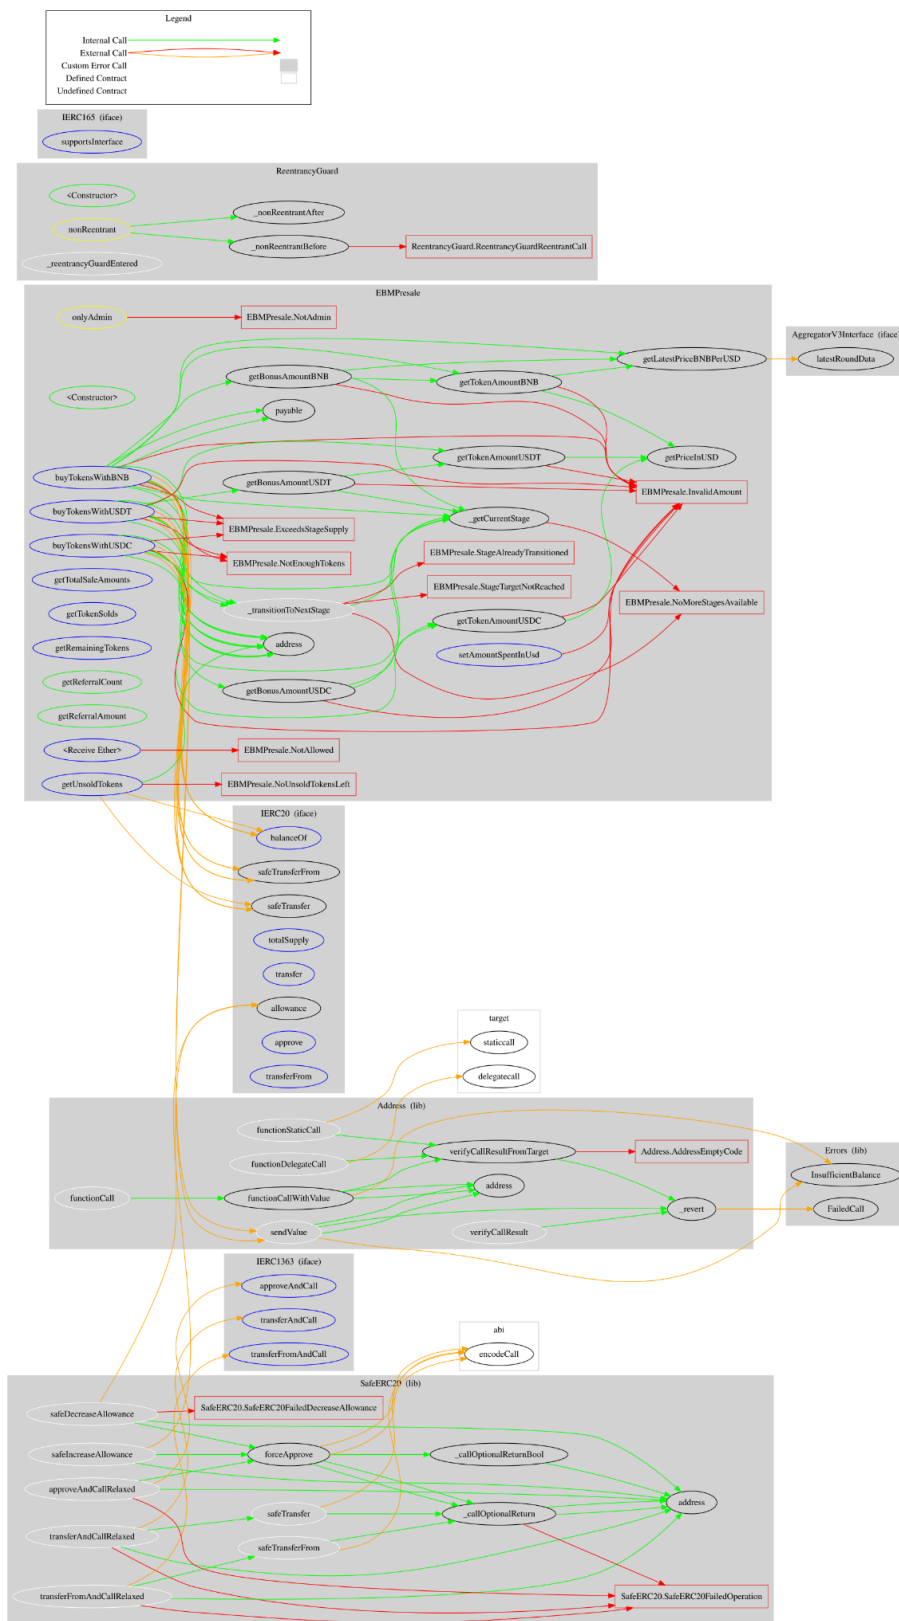 Legend
Internal Call
External Call
Custom Error Call
Defined Contract
Undefined Contract
IERC165 (iface)
supportsInterface
ReentrancyGuard
<Constructor>
_nonReentrantAfter
nonReentrant
_nonReentrantBefore
ReentrancyGuard.ReentrancyGuardReentrantCall
_reentrancyGuardEntered
EBMPresale
onlyAdmin
EBMPresale.NotAdmin
AggregatorV3Interface (iface)
getLatestPriceBNBPerUSD
latestRoundData
getBonusAmountBNB
getTokenAmountBNB
<Constructor>
payable
getTokenAmountUSDT
getPriceInUSD
buyTokensWithBNB
getBonusAmountUSDT
EBMPresale.InvalidAmount
buyTokensWithUSDT
_getCurrentStage
EBMPresale.ExceedsStageSupply
buyTokensWithUSDC
EBMPresale.StageAlreadyTransitioned
EBMPresale.NotEnoughTokens
getTotalSaleAmounts
EBMPresale.StageTargetNotReached
EBMPresale.NoMoreStagesAvailable
getTokenSolds
_transitionToNextStage
getTokenAmountUSDC
getRemainingTokens
address
setAmountSpentInUsd
getReferralCount
getBonusAmountUSDC
getReferralAmount
<Receive Ether>
EBMPresale.NotAllowed
getUnsoldTokens
EBMPresale.NoUnsoldTokensLeft
IERC20 (iface)
balanceOf
safeTransferFrom
safeTransfer
totalSupply
transfer
allowance
approve
transferFrom
target
staticcall
delegatecall
Address (lib)
functionStaticCall
verifyCallResultFromTarget
Address.AddressEmptyCode
Errors (lib)
functionDelegateCall
InsufficientBalance
functionCall
functionCallWithValue
address
_revert
FailedCall
sendValue
verifyCallResult
IERC1363 (iface)
approveAndCall
transferAndCall
transferFromAndCall
abi
encodeCall
SafeERC20 (lib)
safeDecreaseAllowance
SafeERC20.SafeERC20FailedDecreaseAllowance
safeIncreaseAllowance
forceApprove
_callOptionalReturnBool
approveAndCallRelaxed
address
safeTransfer
_callOptionalReturn
transferAndCallRelaxed
safeTransferFrom
transferFromAndCallRelaxed
SafeERC20.SafeERC20FailedOperation